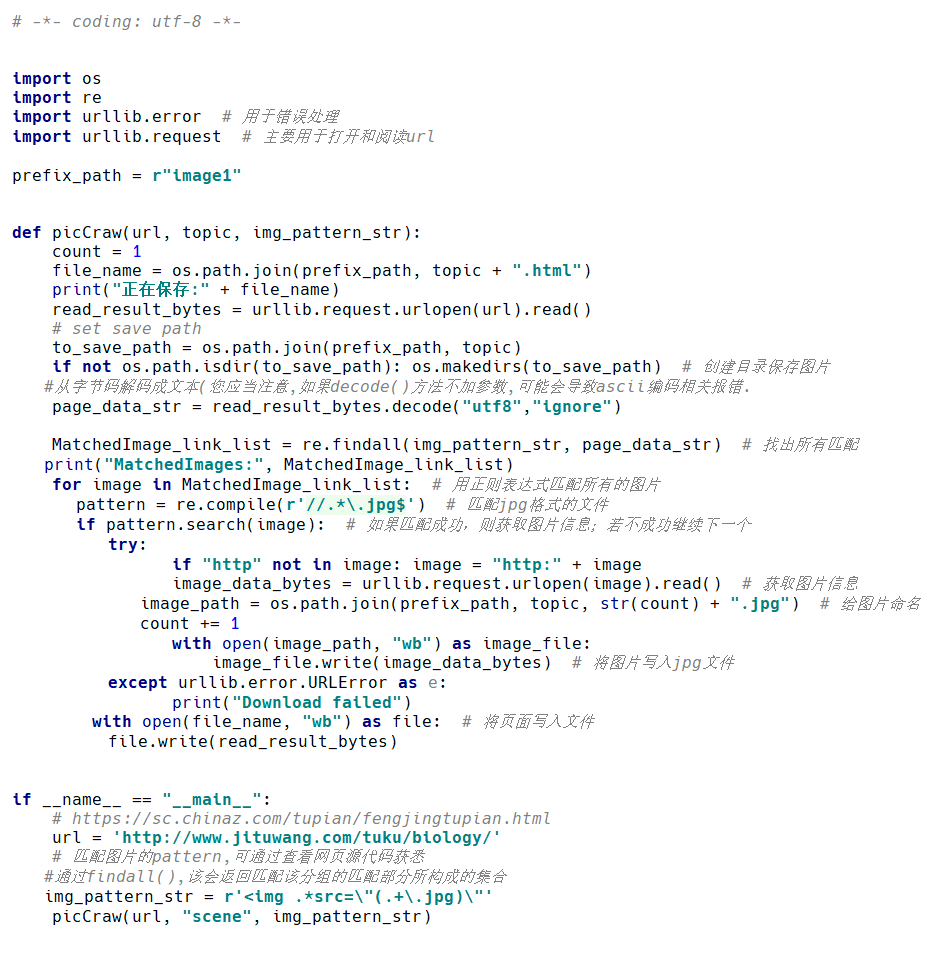 # -*- coding: utf-8 -*-
import os
import re
import urllib.error  # 用于错误处理
import urllib.request  # 主要用于打开和阅读url
prefix_path = r"image1"
def picCraw(url, topic, img_pattern_str):
    count = 1
    file_name = os.path.join(prefix_path, topic + ".html")
    print("正在保存:" + file_name)
    read_result_bytes = urllib.request.urlopen(url).read()
    # set save path
    to_save_path = os.path.join(prefix_path, topic)
    if not os.path.isdir(to_save_path): os.makedirs(to_save_path)  # 创建目录保存图片
   #从字节码解码成文本(您应当注意,如果decode()方法不加参数,可能会导致ascii编码相关报错.
    page_data_str = read_result_bytes.decode("utf8","ignore")
    MatchedImage_link_list = re.findall(img_pattern_str, page_data_str)  # 找出所有匹配
   print("MatchedImages:", MatchedImage_link_list)
    for image in MatchedImage_link_list:  # 用正则表达式匹配所有的图片
      pattern = re.compile(r'//.*\.jpg$')  # 匹配jpg格式的文件
      if pattern.search(image):  # 如果匹配成功，则获取图片信息；若不成功继续下一个
         try:
                if "http" not in image: image = "http:" + image
                image_data_bytes = urllib.request.urlopen(image).read()  # 获取图片信息
             image_path = os.path.join(prefix_path, topic, str(count) + ".jpg")  # 给图片命名
             count += 1
                with open(image_path, "wb") as image_file:
                    image_file.write(image_data_bytes)  # 将图片写入jpg文件
         except urllib.error.URLError as e:
                print("Download failed")
        with open(file_name, "wb") as file:  # 将页面写入文件
         file.write(read_result_bytes)
if __name__ == "__main__":
    # https://sc.chinaz.com/tupian/fengjingtupian.html
    url = 'http://www.jituwang.com/tuku/biology/'
    # 匹配图片的pattern,可通过查看网页源代码获悉
   #通过findall(),该会返回匹配该分组的匹配部分所构成的集合
   img_pattern_str = r'<img .*src=\"(.+\.jpg)\"'
    picCraw(url, "scene", img_pattern_str)